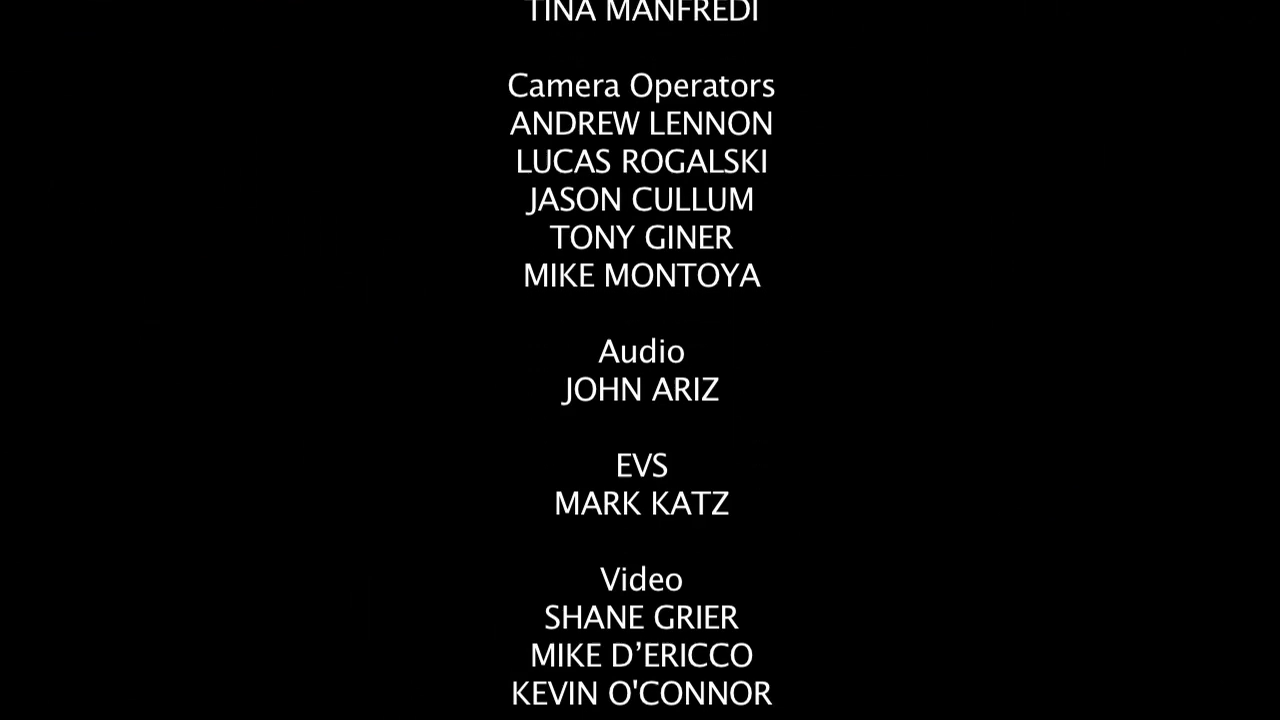 TINA MANFREDI
Camera Operators
ANDREW LENNON
LUCAS ROGALSKI
JASON CULLUM
TONY GINER
MIKE MONTOYA
Audio
JOHN ARIZ
EVS
MARK KATZ
Video
SHANE GRIER
MIKE D’ERICCO
KEVIN O'CONNOR